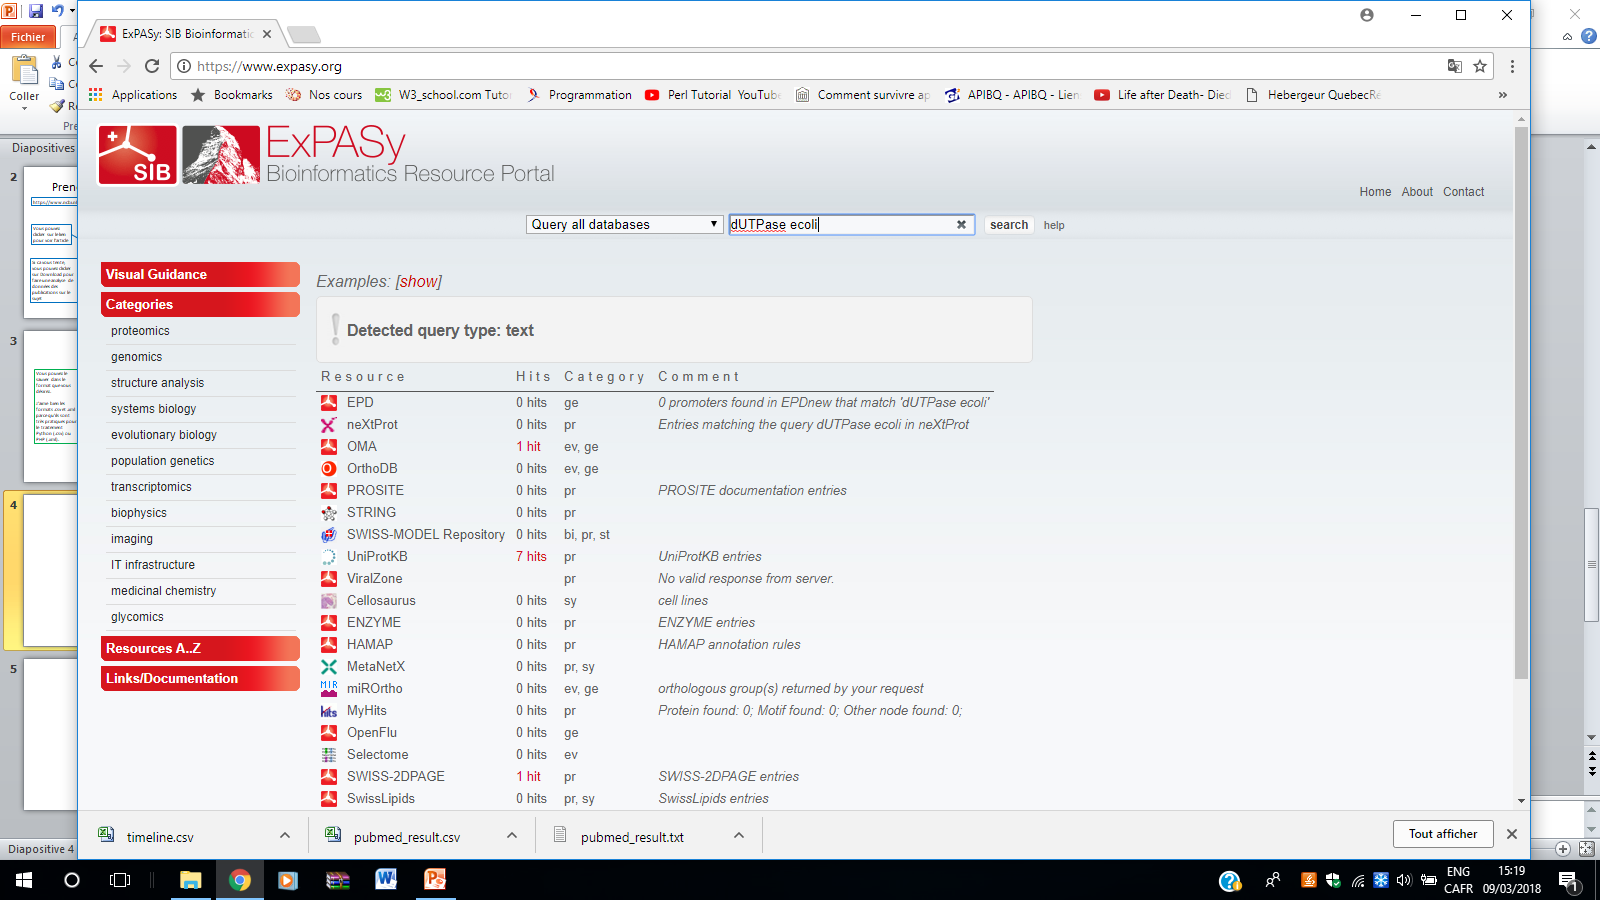 ExPASy: SIB Bioinformatic
Fichier
https://www.expasy.org
Coller
Applications
Bookmarks
Nos cours
W3_school.com Tutor
Programmation
Perl Tutorial YouTub
Comment survivre ap
APIBQ - APIBQ - Lien
Life after Death- Died
Hebergeur QuebecRe
»
Diapositives
SIB
ExPASy
Bioinformatics Resource Portal
Home About Contact
Query all databases
dUTPase ecoli
search
help
2
3
4
5
Visual Guidance
Categories
proteomics
genomics
structure analysis
systems biology
evolutionary biology
population genetics
transcriptomics
biophysics
imaging
IT infrastructure
medicinal chemistry
glycomics
Resources A..Z
Links/Documentation
Examples: [show]
Detected query type: text
Resource Hits Category Comment
EPD 0 hits ge 0 promoters found in EPDnew that match 'dUTPase ecoli'
neXtProt 0 hits pr Entries matching the query dUTPase ecoli in neXtProt
OMA 1 hit ev, ge
OrthoDB 0 hits ev, ge
PROSITE 0 hits pr PROSITE documentation entries
STRING 0 hits pr
SWISS-MODEL Repository 0 hits bi, pr, st
UniProtKB 7 hits pr UniProtKB entries
ViralZone pr No valid response from server.
Cellosaurus 0 hits sy cell lines
ENZYME 0 hits pr ENZYME entries
HAMAP 0 hits pr HAMAP annotation rules
MetaNetX 0 hits pr, sy
miROrtho 0 hits ev, ge orthologous group(s) returned by your request
MyHits 0 hits pr Protein found: 0; Motif found: 0; Other node found: 0;
OpenFlu 0 hits ge
Selectome 0 hits ev
SWISS-2DPAGE 1 hit pr SWISS-2DPAGE entries
SwissLipids 0 hits pr, sy SwissLipids entries
timeline.csv
pubmed_result.csv
pubmed_result.txt
Tout afficher
Diapositive 4
ENG
CAFR
15:19
09/03/2018
1